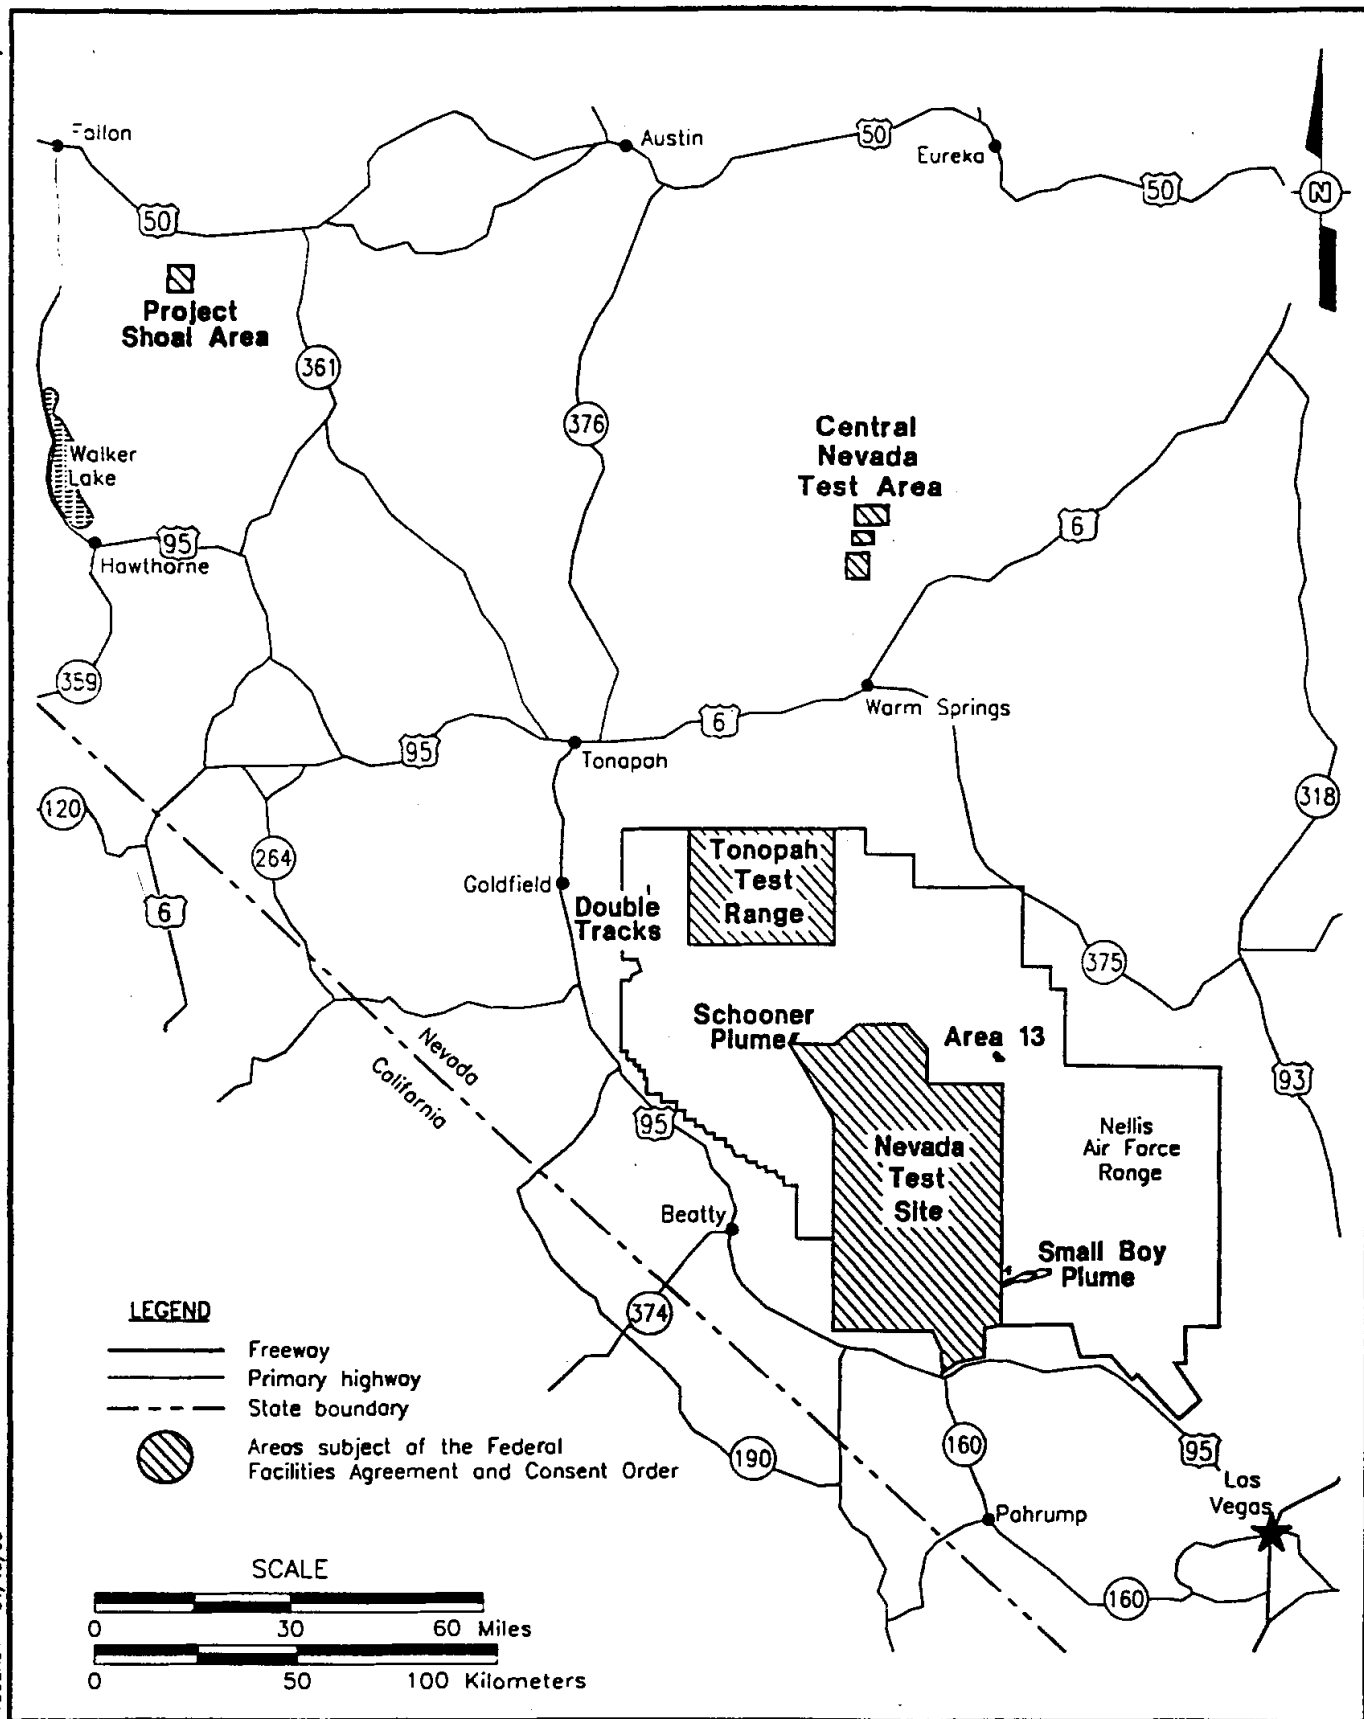 Fallon
Austin
50
Eureka
50
50
N
Project
Shoal Area
361
376
Walker
Lake
Central
Nevada
Test Area
95
Hawthorne
6
359
Warm Springs
6
95
Tonapah
120
318
264
Goldfield
6
Double
Tracks
Tonopah
Test
Range
375
Schooner
Plume
Area 13
Nevada
California
93
95
Nellis
Air Force
Range
Nevada
Test
Site
Beatty
Small Boy
Plume
374
LEGEND
Freeway
Primary highway
State boundary
Areas subject of the Federal
Facilities Agreement and Consent Order
190
160
95
Las
Vegas
Pahrump
160
SCALE
0 30 60 Miles
0 50 100 Kilometers